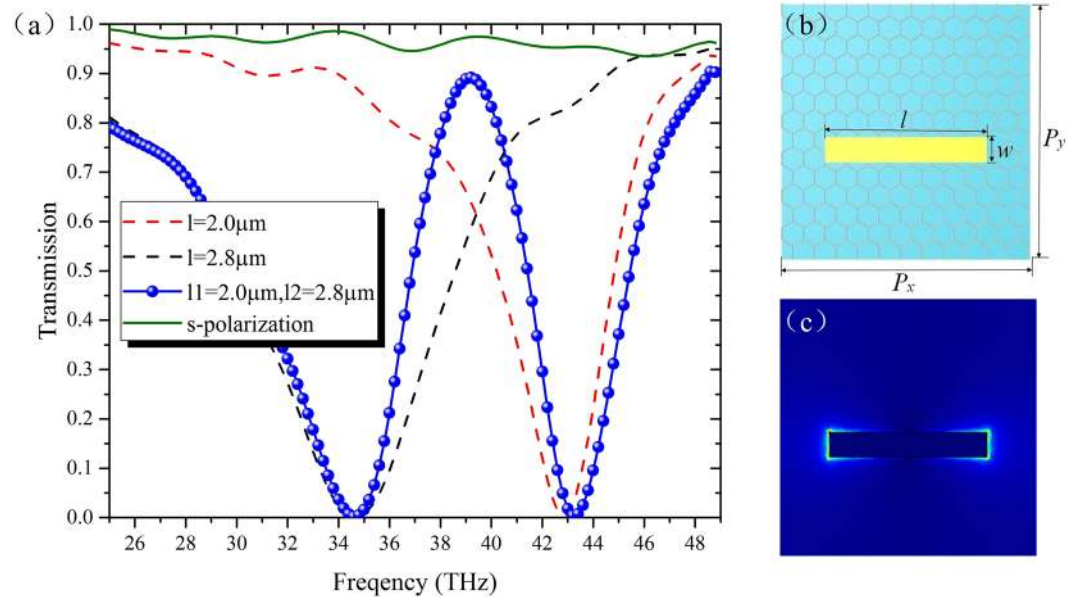 (a)
1.0
0.9
0.8
0.7
0.6
0.5
0.4
0.3
0.2
0.1
0.0
Transmission
l=2.0μm
l=2.8μm
l1=2.0μm,l2=2.8μm
s-polarization
26 28 30 32 34 36 38 40 42 44 46 48
Freqency (THz)
(b)
l
w
Py
Px
(c)